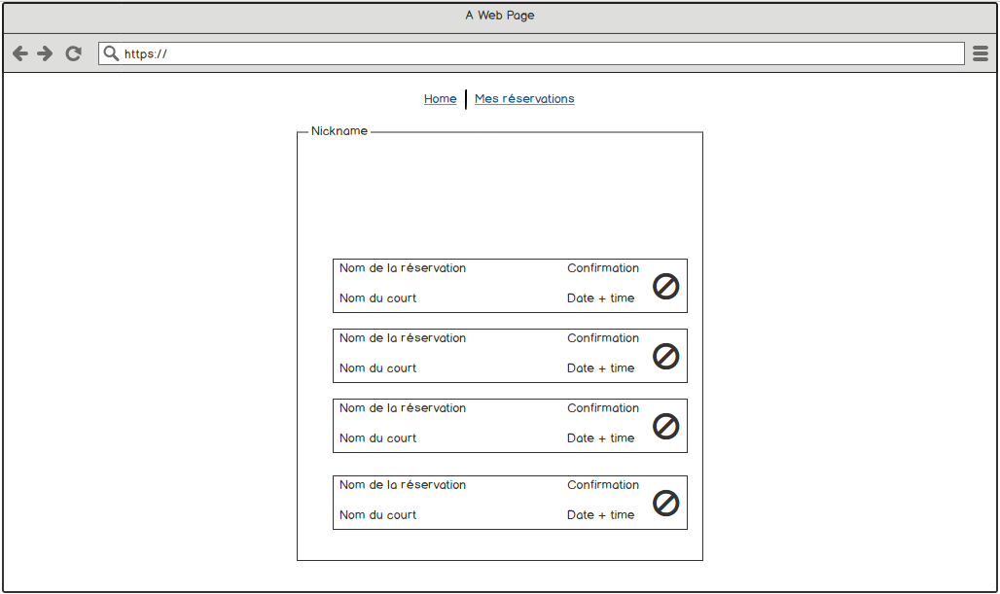 A Web Page
https://
Home | Mes réservations
Nickname
Nom de la réservation Confirmation
Nom du court Date + time
Nom de la réservation Confirmation
Nom du court Date + time
Nom de la réservation Confirmation
Nom du court Date + time
Nom de la réservation Confirmation
Nom du court Date + time